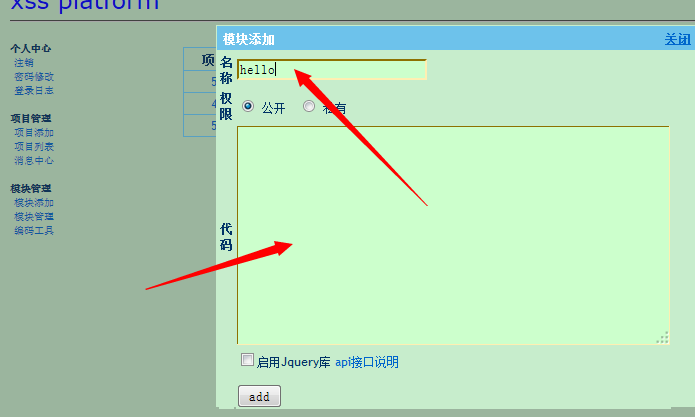 xss platform
个人中心
注销
密码修改
登录日志
项目管理
项目添加
项目列表
消息中心
模块管理
模块添加
模块管理
编码工具
项
5
4
5
模块添加 关闭
名称 hello
权限 公开 私有
代码
启用Jquery库 api接口说明
add